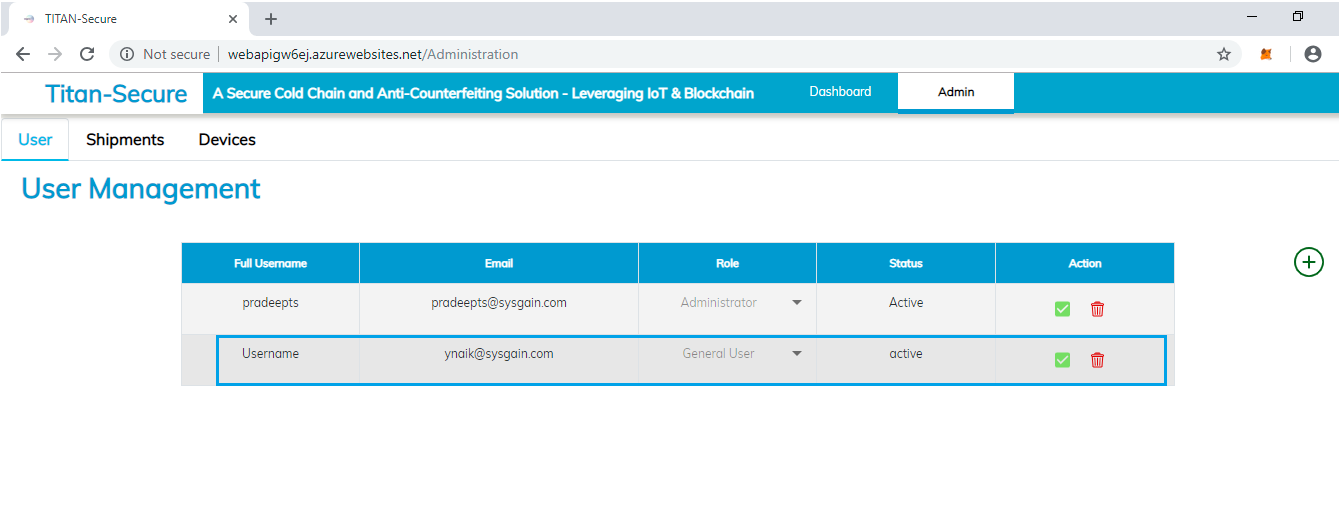 TITAN-Secure
Not secure | webapigw6ej.azurewebsites.net/Administration
Titan-Secure A Secure Cold Chain and Anti-Counterfeiting Solution - Leveraging IoT & Blockchain Dashboard Admin
User Shipments Devices
User Management
Full Username Email Role Status Action
pradeepts pradeepts@sysgain.com Administrator Active
Username ynaik@sysgain.com General User active